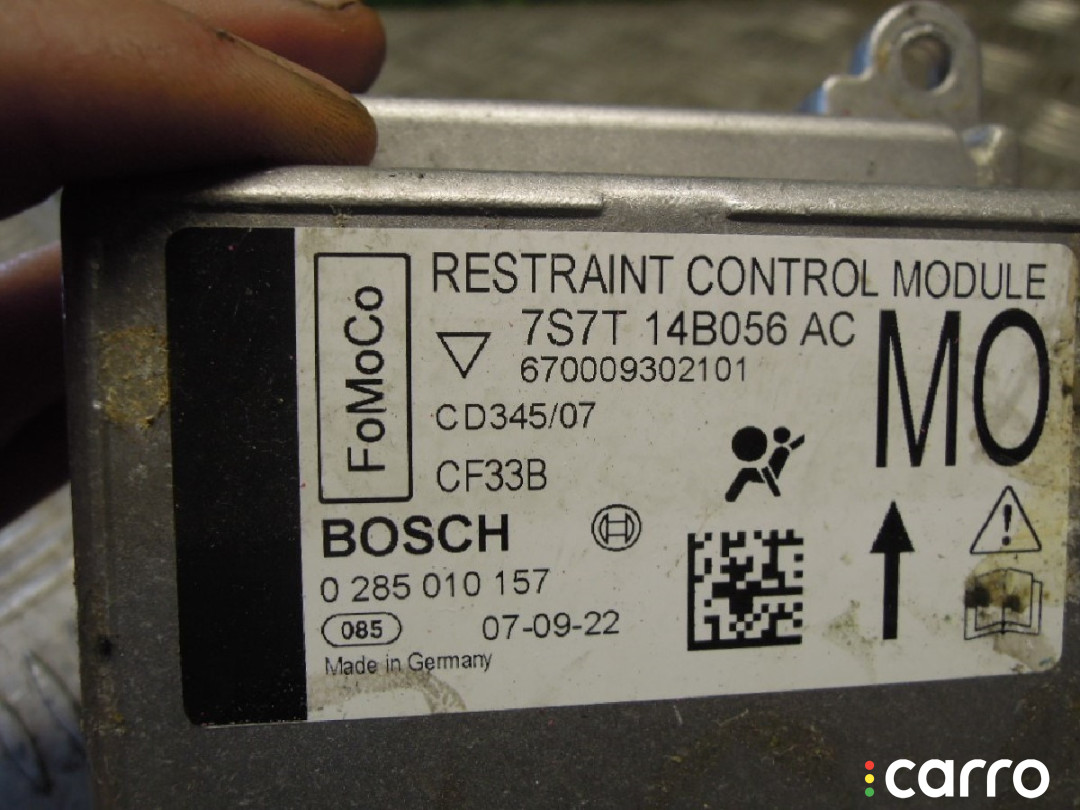 FoMoCo
RESTRAINT CONTROL MODULE
7S7T 14B056 AC
670009302101
MO
CD345/07
CF33B
BOSCH
0 285 010 157
085
07-09-22
Made in Germany
carro